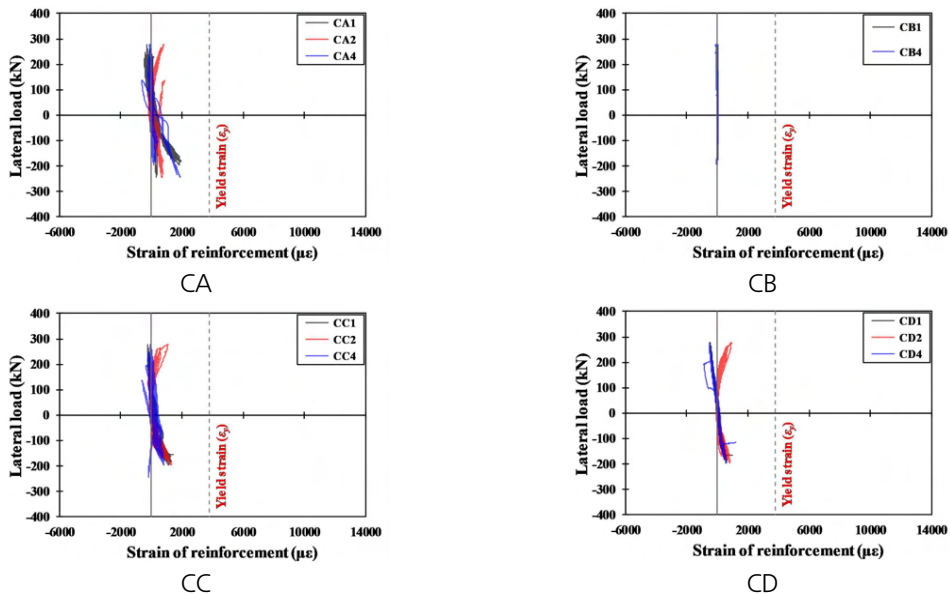 CA1
CA2
CA4
400
300
200
100
0
-100
-200
-300
-400
-6000 -2000 2000 6000 10000 14000
Lateral load (kN)
Yield strain (εy)
Strain of reinforcement (με)
CA
CB1
CB4
400
300
200
100
0
-100
-200
-300
-400
-6000 -2000 2000 6000 10000 14000
Lateral load (kN)
Yield strain (εy)
Strain of reinforcement (με)
CB
CC1
CC2
CC4
400
300
200
100
0
-100
-200
-300
-400
-6000 -2000 2000 6000 10000 14000
Lateral load (kN)
Yield strain (εy)
Strain of reinforcement (με)
CC
CD1
CD2
CD4
400
300
200
100
0
-100
-200
-300
-400
-6000 -2000 2000 6000 10000 14000
Lateral load (kN)
Yield strain (εy)
Strain of reinforcement (με)
CD